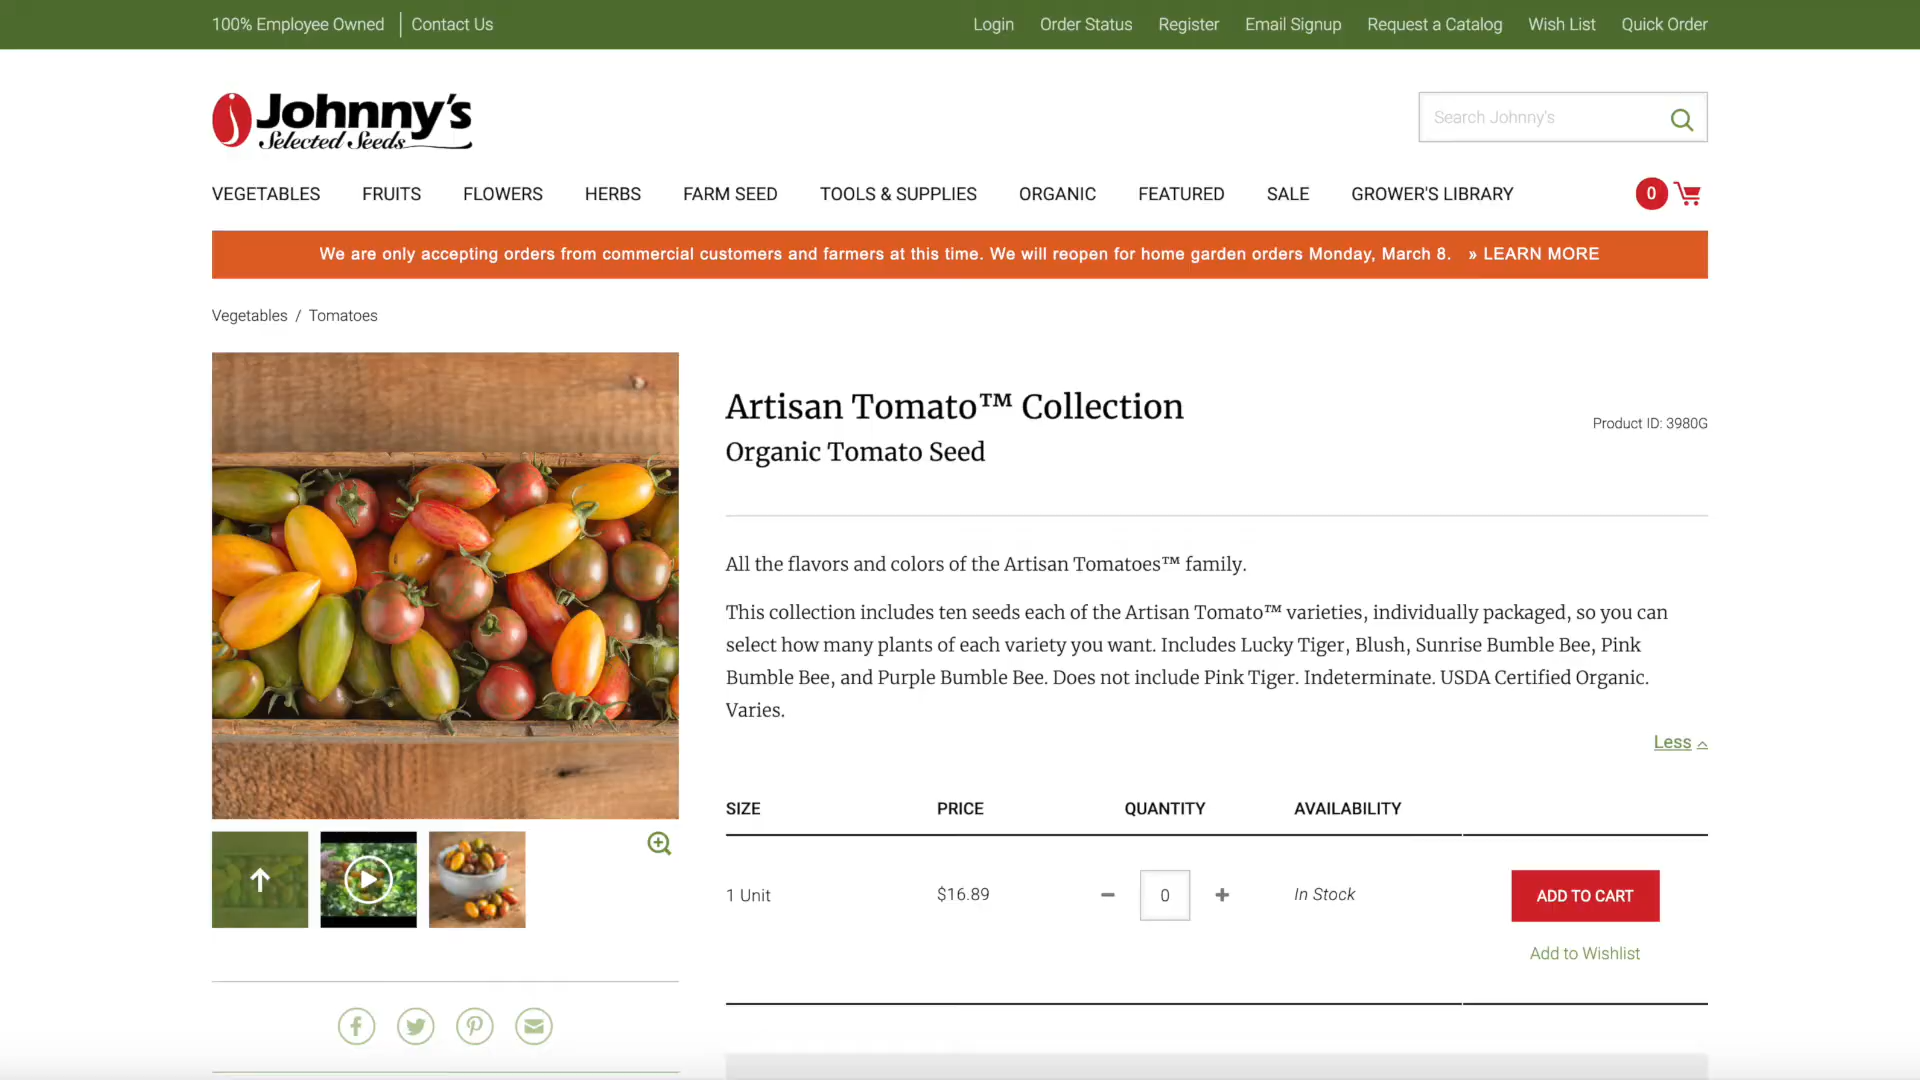 100% Employee Owned
Contact Us
Login
Order Status
Register
Email Signup
Request a Catalog
Wish List
Quick Order
Johnny's
Selected Seeds
Search Johnny's
VEGETABLES
FRUITS
FLOWERS
HERBS
FARM SEED
TOOLS & SUPPLIES
ORGANIC
FEATURED
SALE
GROWER'S LIBRARY
0
We are only accepting orders from commercial customers and farmers at this time. We will reopen for home garden orders Monday, March 8. » LEARN MORE
Vegetables / Tomatoes
Artisan Tomato™ Collection
Product ID: 3980G
Organic Tomato Seed
All the flavors and colors of the Artisan Tomatoes™ family.
This collection includes ten seeds each of the Artisan Tomato™ varieties, individually packaged, so you can
select how many plants of each variety you want. Includes Lucky Tiger, Blush, Sunrise Bumble Bee, Pink
Bumble Bee, and Purple Bumble Bee. Does not include Pink Tiger. Indeterminate. USDA Certified Organic.
Varies.
Less
SIZE
PRICE
QUANTITY
AVAILABILITY
1 Unit
$16.89
0
In Stock
ADD TO CART
Add to Wishlist